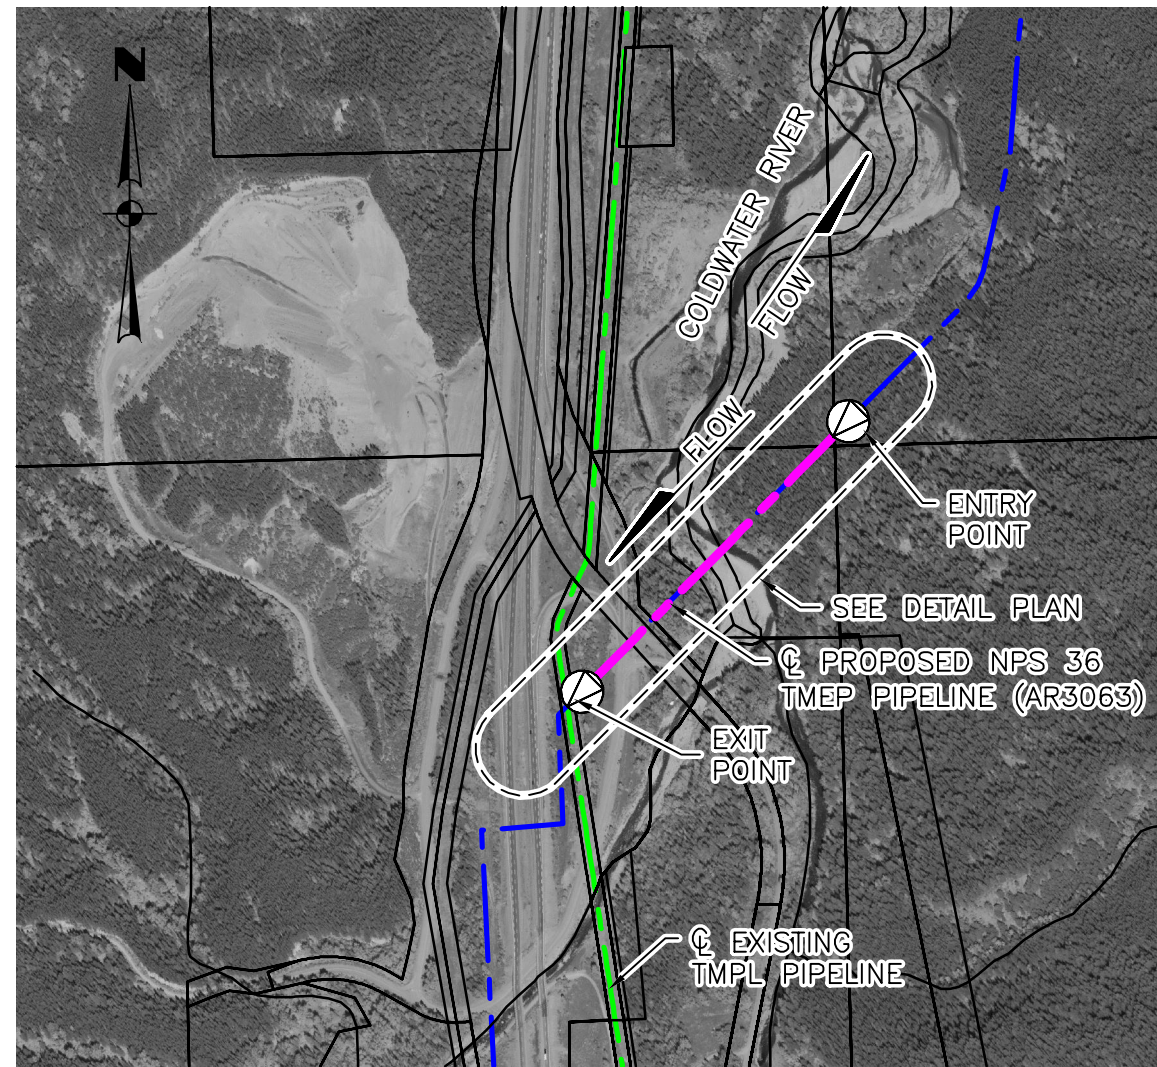 N
COLDWATER RIVER
FLOW
FLOW
ENTRY
POINT
SEE DETAIL PLAN
℄ PROPOSED NPS 36
TMEP PIPELINE (AR3063)
EXIT
POINT
℄ EXISTING
TMPL PIPELINE